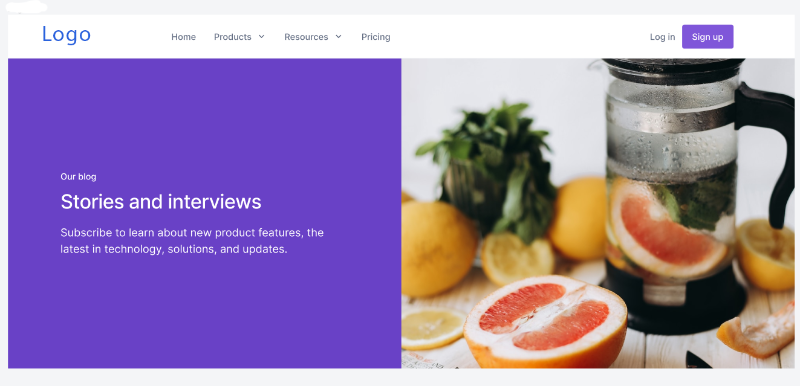 Logo
Home Products Resources Pricing Log in Sign up
Our blog
Stories and interviews
Subscribe to learn about new product features, the
latest in technology, solutions, and updates.